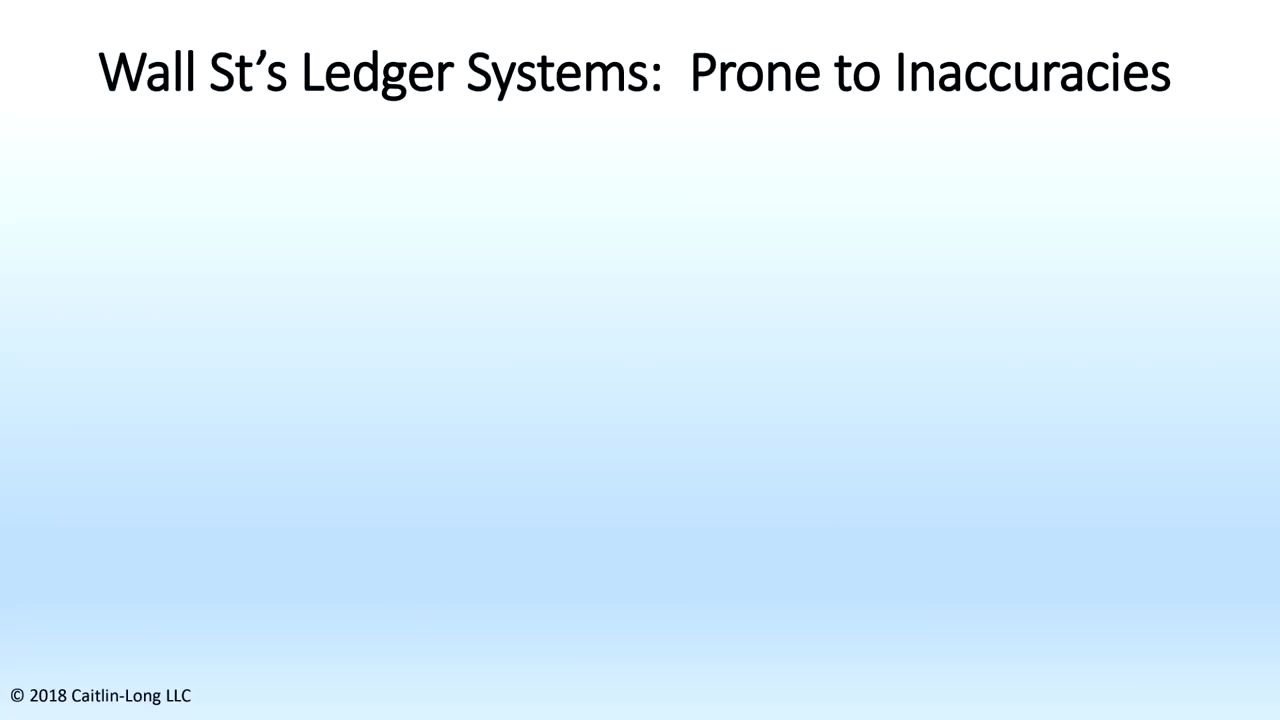 Wall St’s Ledger Systems:  Prone to Inaccuracies
© 2018 Caitlin-Long LLC